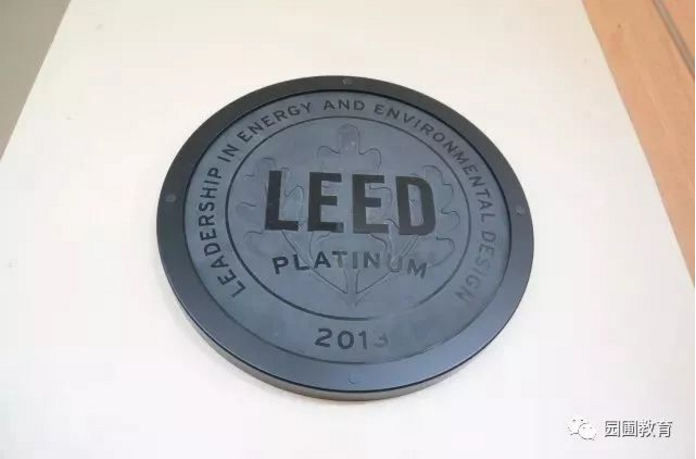 LEADERSHIP IN ENERGY AND ENVIRONMENTAL DESIGN
LEED
PLATINUM
2013
园圃教育